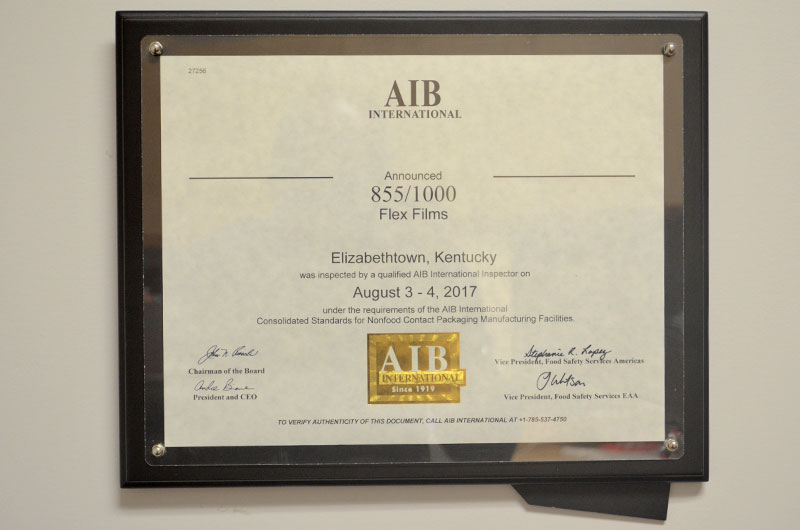 27256
AIB
INTERNATIONAL
Announced
855/1000
Flex Films
Elizabethtown, Kentucky
was inspected by a qualified AIB International Inspector on
August 3 - 4, 2017
under the requirements of the AIB International
Consolidated Standards for Nonfood Contact Packaging Manufacturing Facilities.
Chairman of the Board
President and CEO
AIB
INTERNATIONAL
Since 1919
Stephanie R. Lopez
Vice President, Food Safety Services Americas
Vice President, Food Safety Services EAA
TO VERIFY AUTHENTICITY OF THIS DOCUMENT, CALL AIB INTERNATIONAL AT +1-785-537-4750